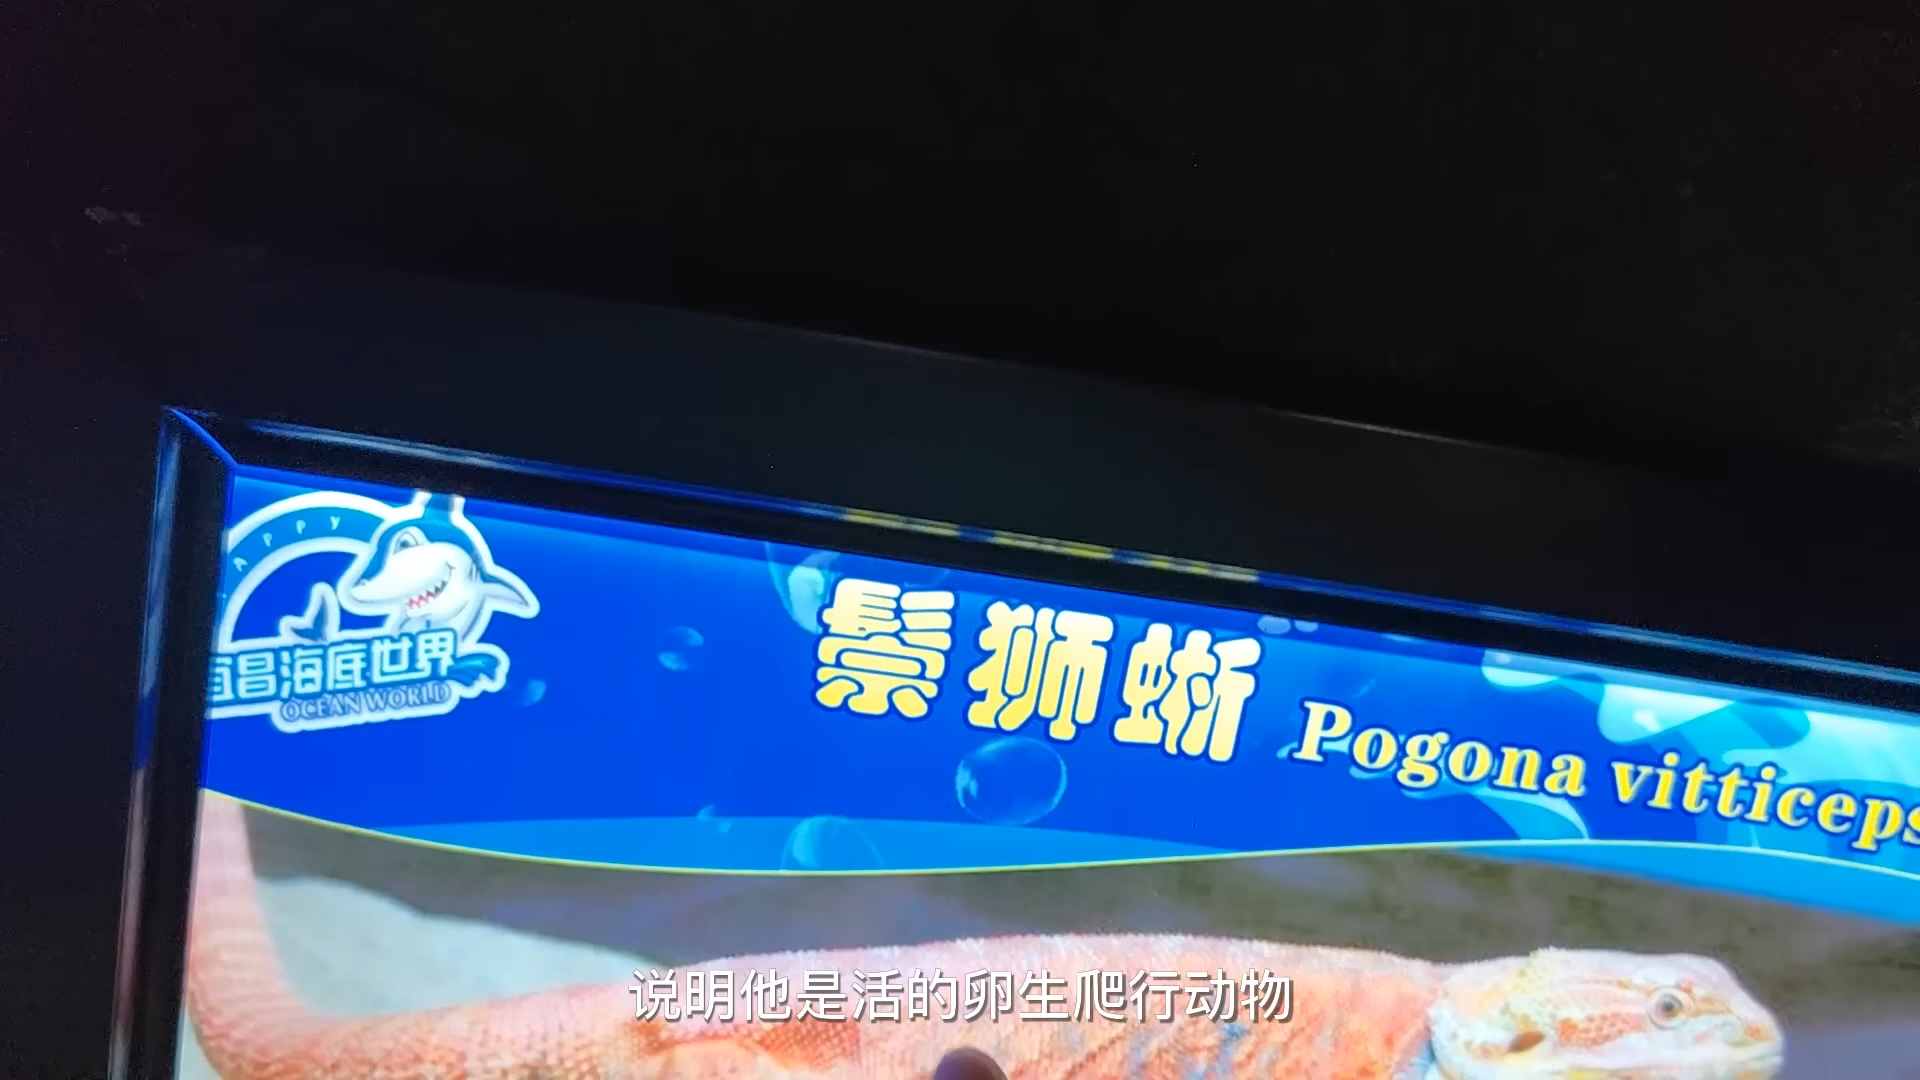 HAPPY
宜昌海底世界
OCEAN WORLD
鬃狮蜥 Pogona vitticeps
说明他是活的卵生爬行动物